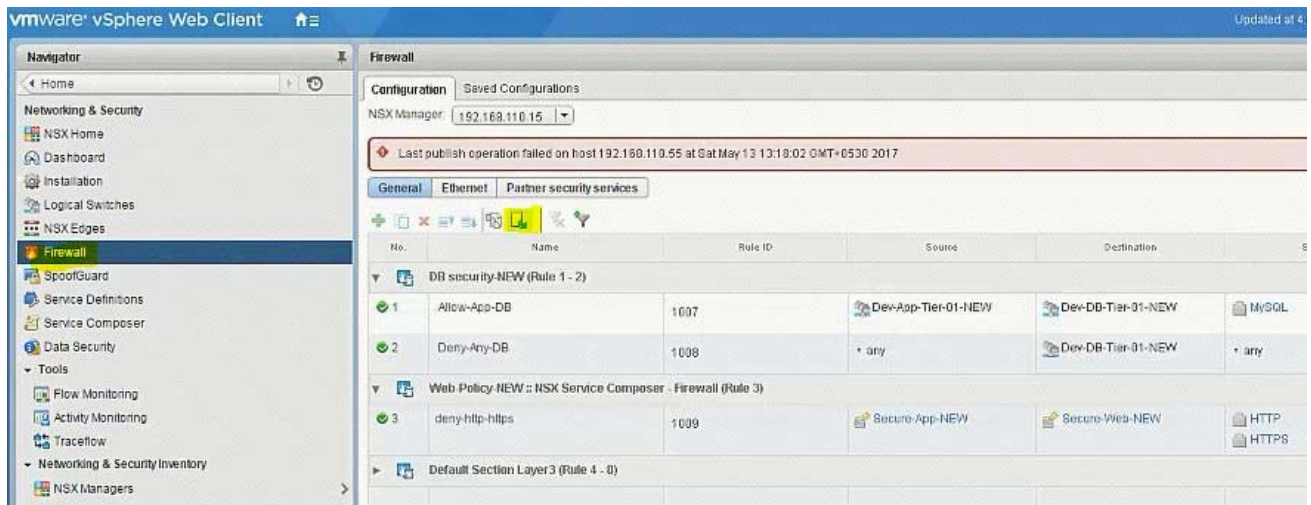 vmware® vSphere Web Client
Updated at 4
Navigator
Home
Networking & Security
NSX Home
Dashboard
Installation
Logical Switches
NSX Edges
Firewall
SpoofGuard
Service Definitions
Service Composer
Data Security
Tools
Flow Monitoring
Activity Monitoring
Traceflow
Networking & Security Inventory
NSX Managers
Firewall
Configuration Saved Configurations
NSX Manager: 192.168.110.15
Last publish operation failed on host 192.168.110.55 at Sat May 13 13:18:02 GMT+0530 2017
General Ethernet Partner security services
No. Name Rule ID Source Destination S
DB security-NEW (Rule 1 - 2)
1 Allow-App-DB 1007 Dev-App-Tier-01-NEW Dev-DB-Tier-01-NEW MySQL
2 Deny-Any-DB 1008 * any Dev-DB-Tier-01-NEW * any
Web-Policy-NEW :: NSX Service Composer - Firewall (Rule 3)
3 deny-http-https 1009 Secure-App-NEW Secure-Web-NEW HTTP
HTTPS
Default Section Layer3 (Rule 4 - 8)